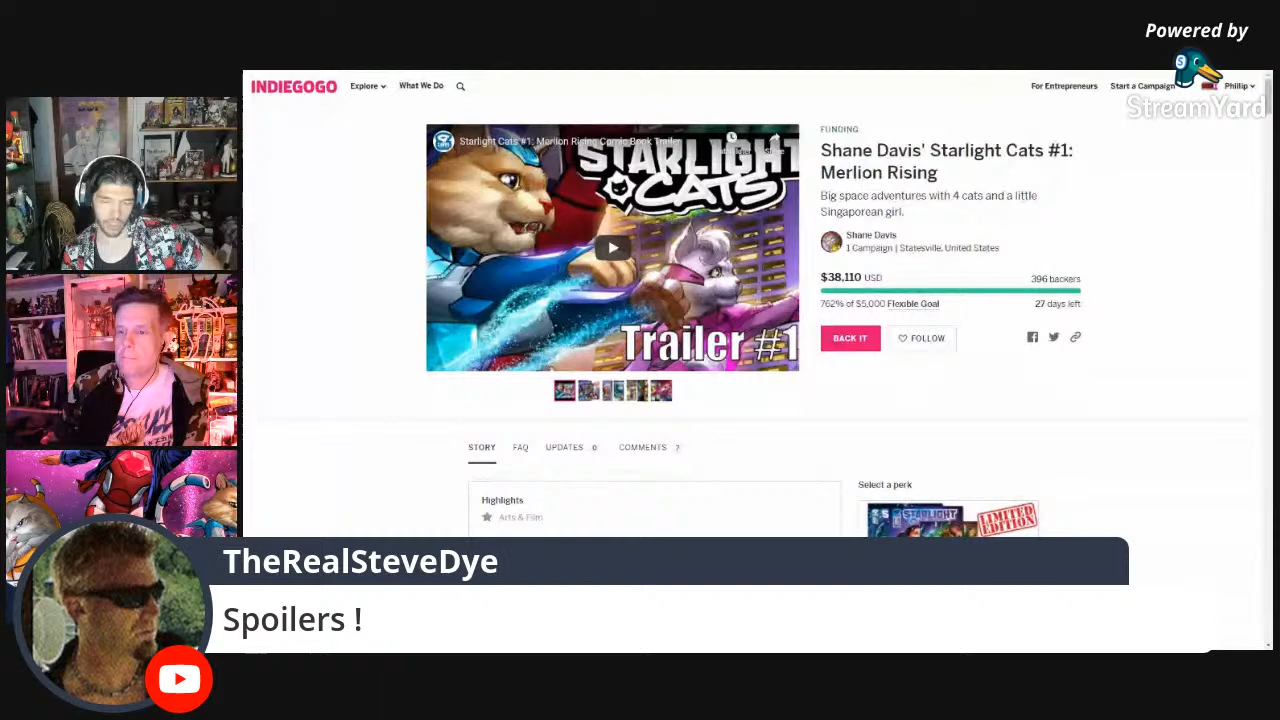 Powered by
StreamYard
INDIEGOGO Explore What We Do
For Entrepreneurs Start a Campaign Phillip
Starlight Cats #1: Merlion Rising Comic Book Trailer
STARLIGHT
CATS
Trailer #1
FUNDING
Shane Davis' Starlight Cats #1:
Merlion Rising
Big space adventures with 4 cats and a little
Singaporean girl.
Shane Davis
1 Campaign | Statesville, United States
$38,110 USD 396 backers
762% of $5,000 Flexible Goal 27 days left
BACK IT FOLLOW
STORY FAQ UPDATES 0 COMMENTS 7
Highlights
Arts & Film
Select a perk
STARLIGHT
LIMITED
EDITION
TheRealSteveDye
Spoilers !